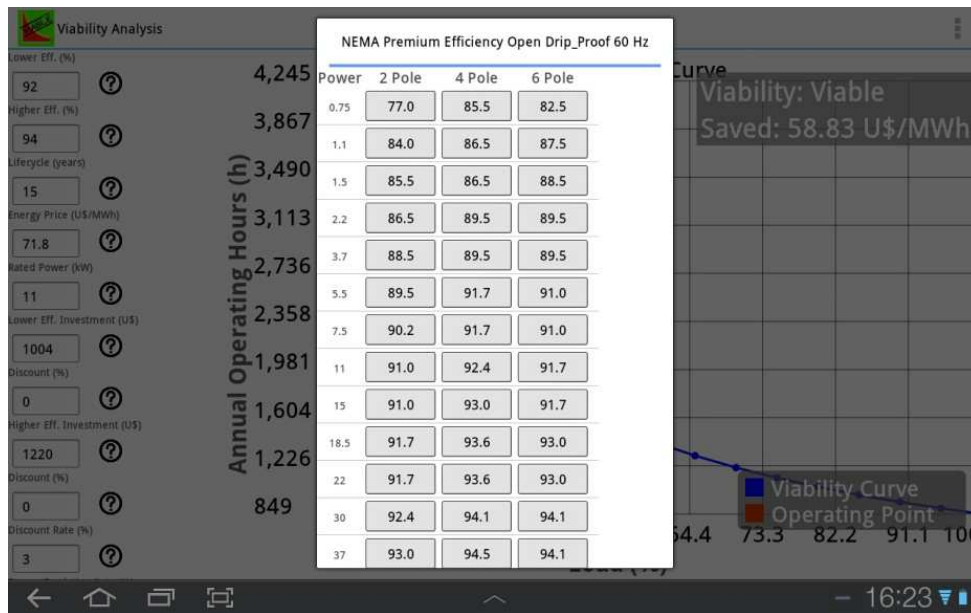 Viability Analysis
Lower Eff. (%)
92
Higher Eff. (%)
94
Lifecycle (years)
15
Energy Price (U$/MWh)
71.8
Rated Power (kW)
11
Lower Eff. Investment (U$)
1004
Discount (%)
0
Higher Eff. Investment (U$)
1220
Discount (%)
0
Discount Rate (%)
3
Annual Operating Hours (h)
4,245
3,867
3,490
3,113
2,736
2,358
1,981
1,604
1,226
849
NEMA Premium Efficiency Open Drip_Proof 60 Hz
Power 2 Pole 4 Pole 6 Pole
0.75 77.0 85.5 82.5
1.1 84.0 86.5 87.5
1.5 85.5 86.5 88.5
2.2 86.5 89.5 89.5
3.7 88.5 89.5 89.5
5.5 89.5 91.7 91.0
7.5 90.2 91.7 91.0
11 91.0 92.4 91.7
15 91.0 93.0 91.7
18.5 91.7 93.6 93.0
22 91.7 93.6 93.0
30 92.4 94.1 94.1
37 93.0 94.5 94.1
Curve
Viability: Viable
Saved: 58.83 U$/MWh
Viability Curve
Operating Point
54.4 73.3 82.2 91.1 100
16:23